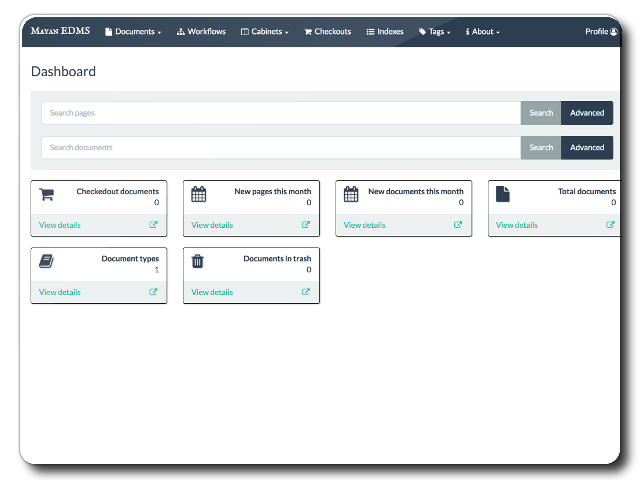 Mayan EDMS Documents Workflows Cabinets Checkouts Indexes Tags About Profile
Dashboard
Search pages Search Advanced
Search documents Search Advanced
Checkedout documents
0
View details
New pages this month
0
View details
New documents this month
0
View details
Total documents
0
View details
Document types
1
View details
Documents in trash
0
View details